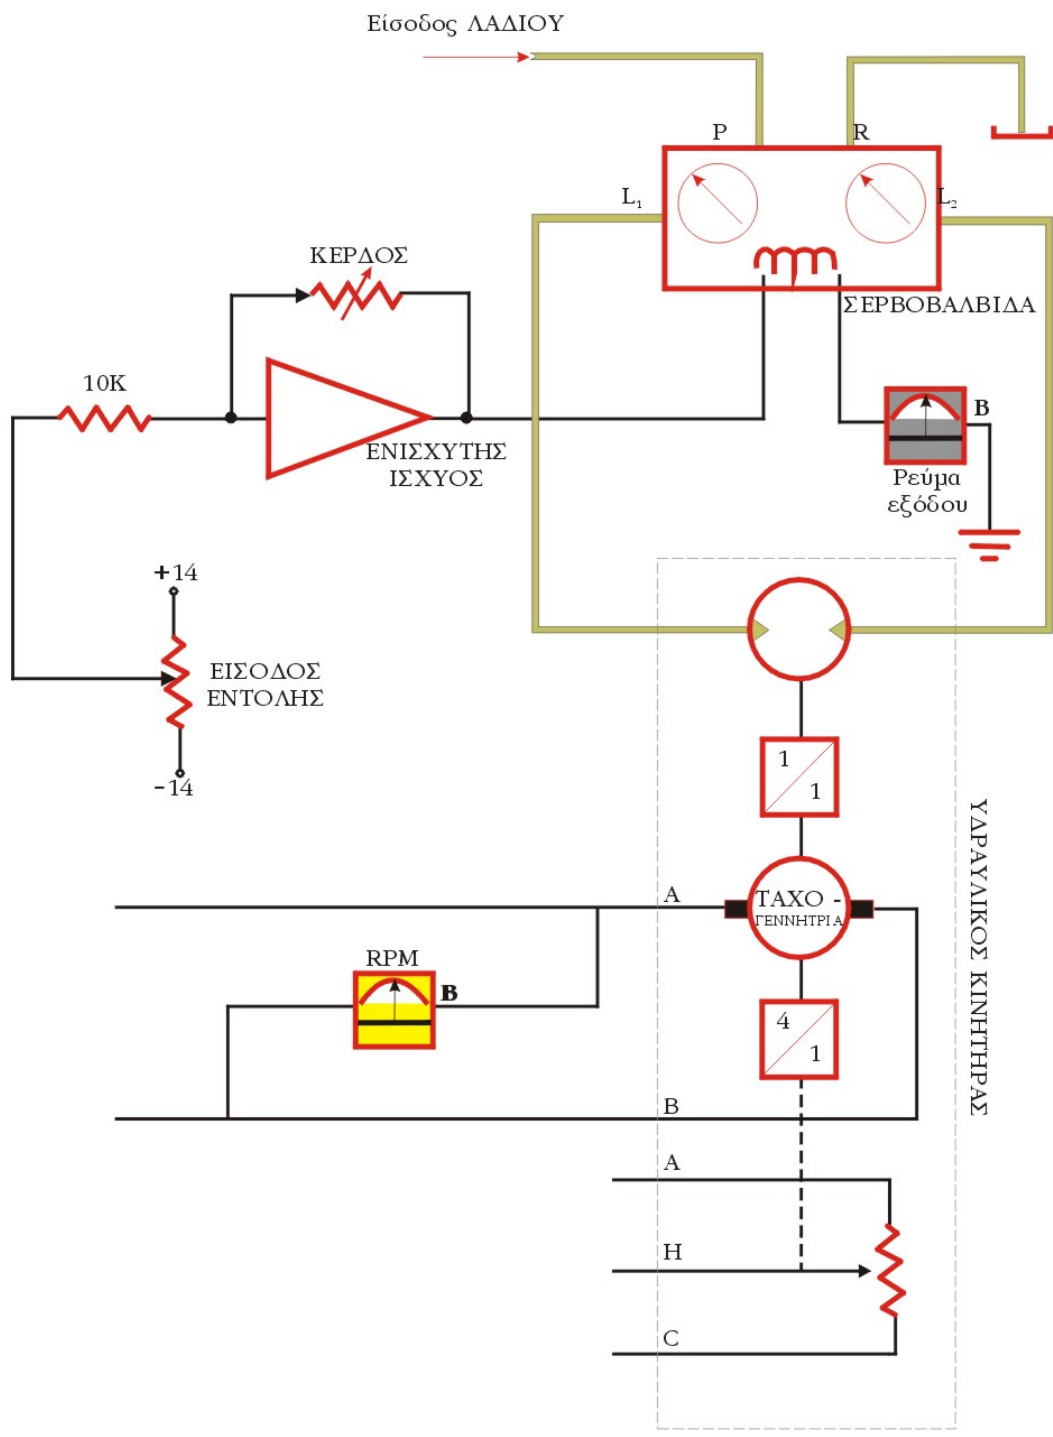 Είσοδος ΛΑΔΙΟΥ
P
R
L₁
L₂
ΚΕΡΔΟΣ
ΣΕΡΒΟΒΑΛΒΙΔΑ
10K
B
ΕΝΙΣΧΥΤΗΣ
ΙΣΧΥΟΣ
Ρεύμα
εξόδου
+14
ΕΙΣΟΔΟΣ
ΕΝΤΟΛΗΣ
-14
1
1
ΥΔΡΑΥΛΙΚΟΣ ΚΙΝΗΤΗΡΑΣ
A
ΤΑΧΟ -
ΓΕΝΝΗΤΡΙΑ
RPM
B
4
1
B
A
H
C